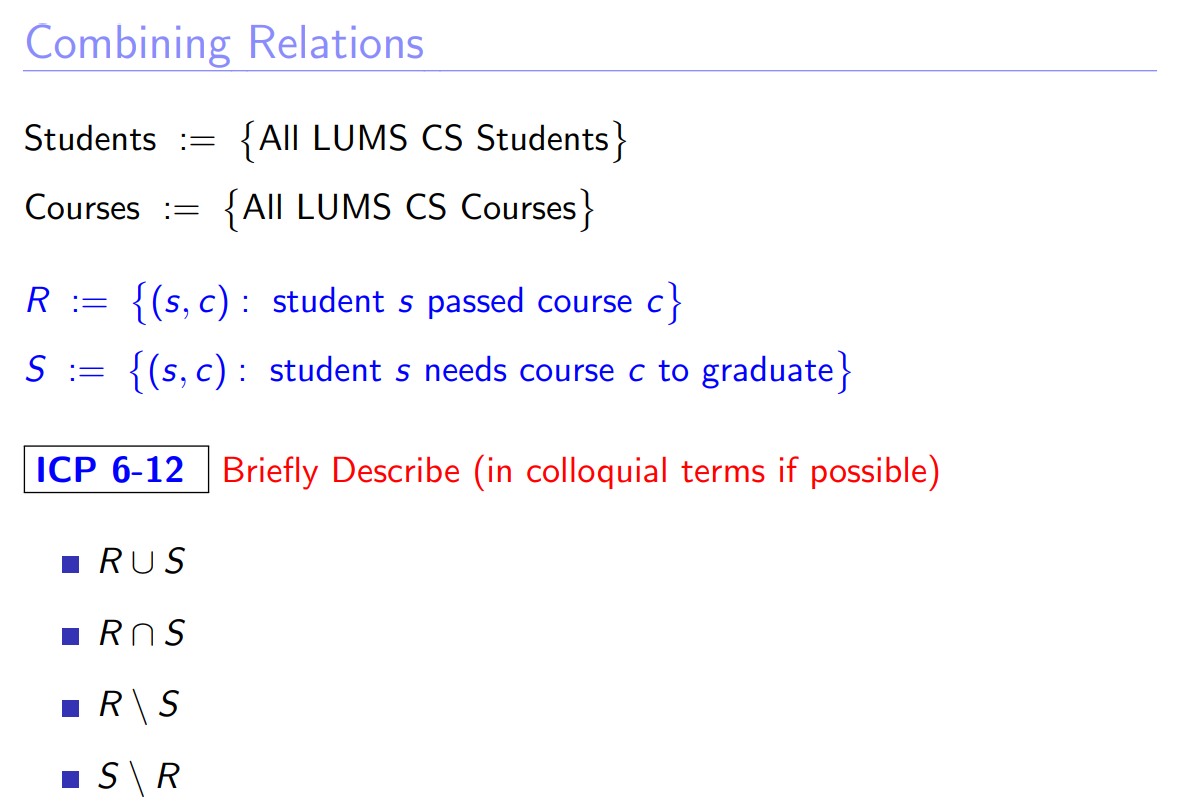 Combining Relations
Students := {All LUMS CS Students}
Courses := {All LUMS CS Courses}
R := {(s, c) : student s passed course c}
S := {(s, c) : student s needs course c to graduate}
ICP 6-12 Briefly Describe (in colloquial terms if possible)
■ R ∪ S
■ R ∩ S
■ R \ S
■ S \ R